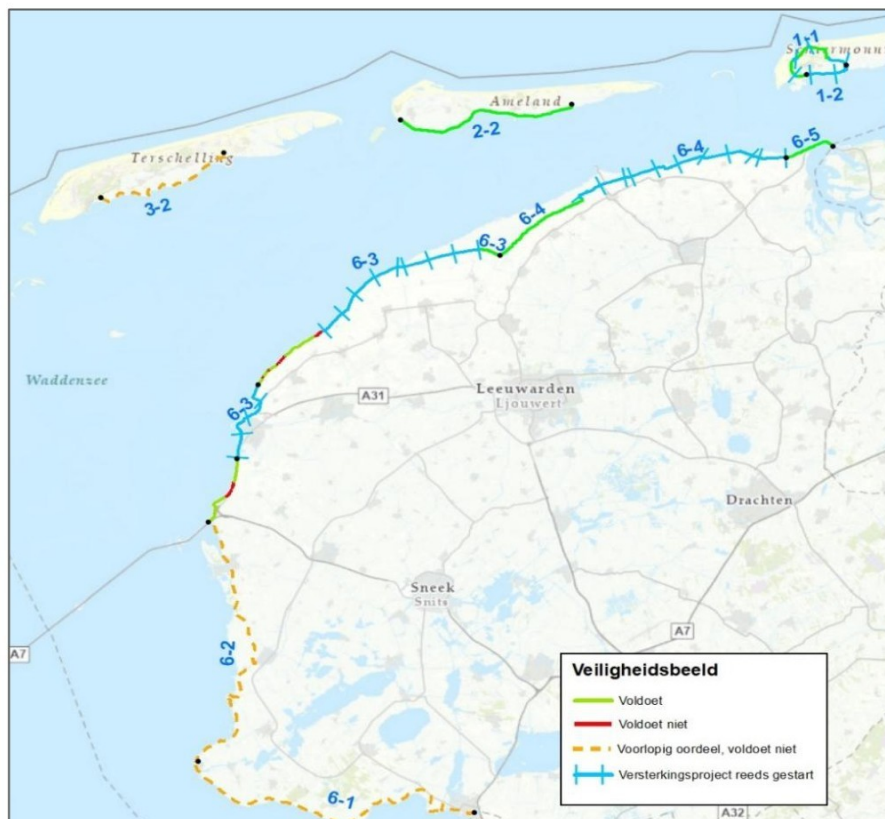 1-1
Schiermonn
1-2
Ameland
2-2
Terschelling
3-2
6-4
6-5
6-4
6-3
6-3
Waddenzee
A31
Leeuwarden
Ljouwert
6-3
Drachten
Sneek
Snits
A7
A7
6-2
6-1
A32
Veiligheidsbeeld
Voldoet
Voldoet niet
Voorlopig oordeel, voldoet niet
Versterkingsproject reeds gestart